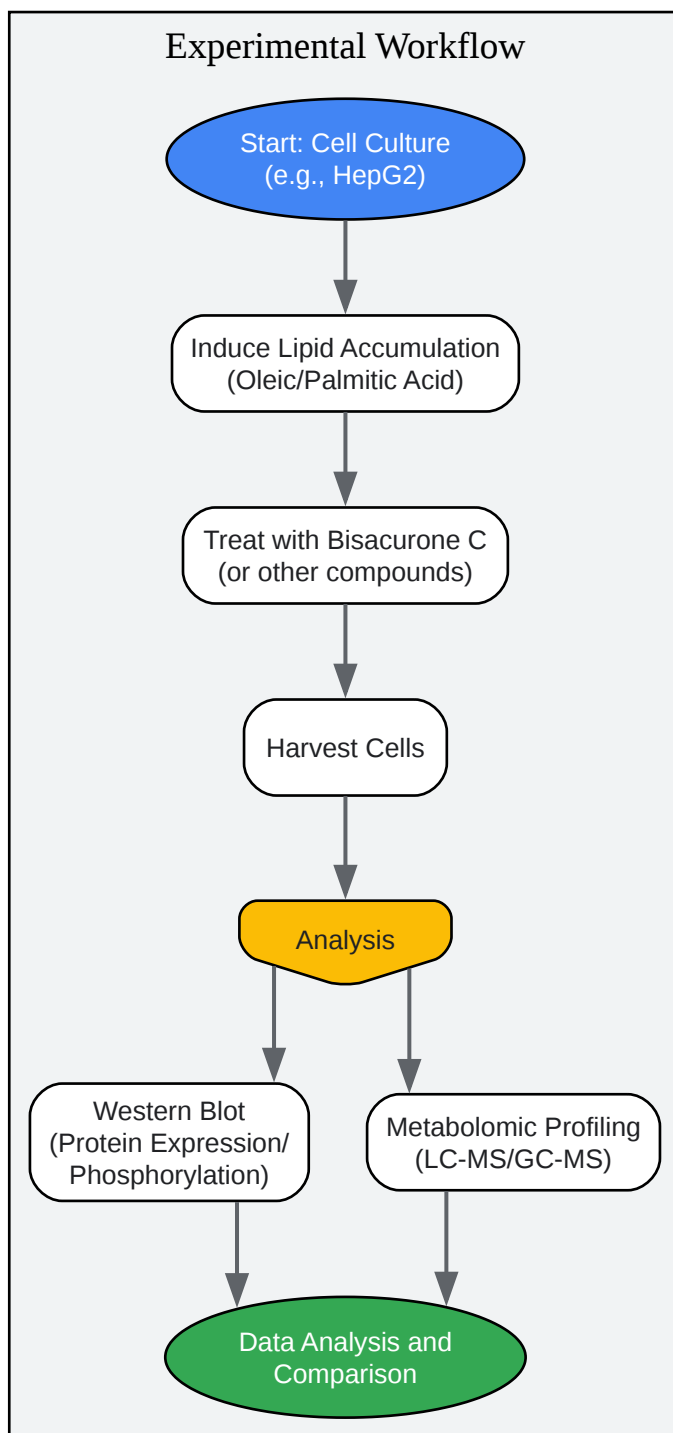 Experimental Workflow
Start: Cell Culture
(e.g., HepG2)
Induce Lipid Accumulation
(Oleic/Palmitic Acid)
Treat with Bisacurone C
(or other compounds)
Harvest Cells
Analysis
Western Blot
(Protein Expression/
Phosphorylation)
Metabolomic Profiling
(LC-MS/GC-MS)
Data Analysis and
Comparison